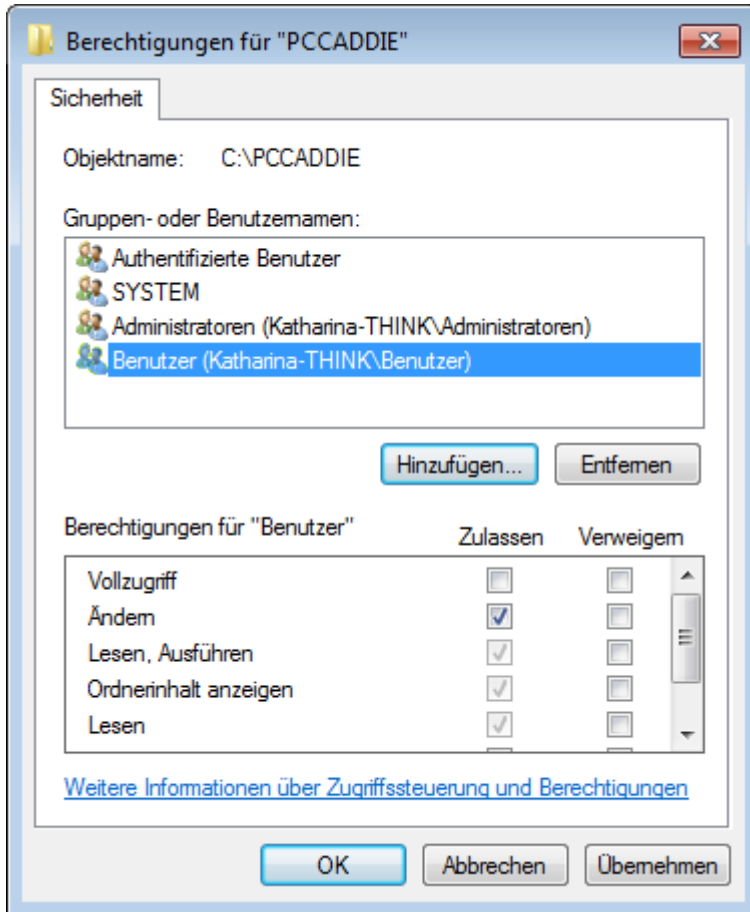 Berechtigungen für "PCCADDIE"
Sicherheit
Objektname: C:\PCCADDIE
Gruppen- oder Benutzernamen:
Authentifizierte Benutzer
SYSTEM
Administratoren (Katharina-THINK\Administratoren)
Benutzer (Katharina-THINK\Benutzer)
Hinzufügen... Entfernen
Berechtigungen für "Benutzer" Zulassen Verweigern
Vollzugriff
Ändern
Lesen, Ausführen
Ordnerinhalt anzeigen
Lesen
Weitere Informationen über Zugriffssteuerung und Berechtigungen
OK Abbrechen Übernehmen